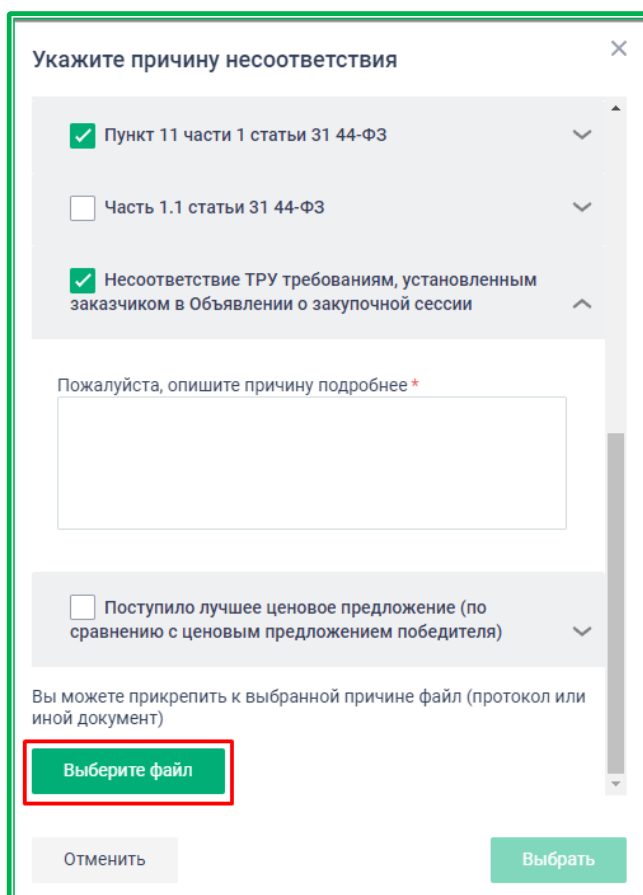 Укажите причину несоответствия
Пункт 11 части 1 статьи 31 44-ФЗ
Часть 1.1 статьи 31 44-ФЗ
Несоответствие ТРУ требованиям, установленным
заказчиком в Объявлении о закупочной сессии
Пожалуйста, опишите причину подробнее *
Поступило лучшее ценовое предложение (по
сравнению с ценовым предложением победителя)
Вы можете прикрепить к выбранной причине файл (протокол или
иной документ)
Выберите файл
Отменить
Выбрать